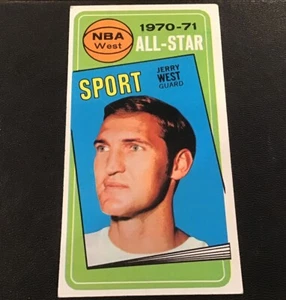 NBA
West
1970-71
ALL-STAR
SPORT
JERRY
WEST
GUARD